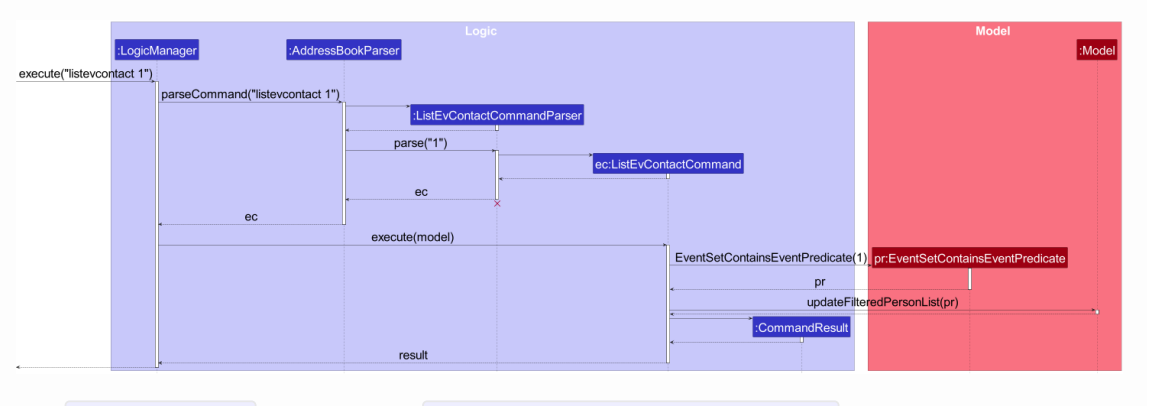 Logic
Model
:LogicManager
:AddressBookParser
:Model
execute("listevcontact 1")
parseCommand("listevcontact 1")
:ListEvContactCommandParser
parse("1")
ec:ListEvContactCommand
ec
ec
execute(model)
EventSetContainsEventPredicate(1)
pr:EventSetContainsEventPredicate
pr
updateFilteredPersonList(pr)
:CommandResult
result